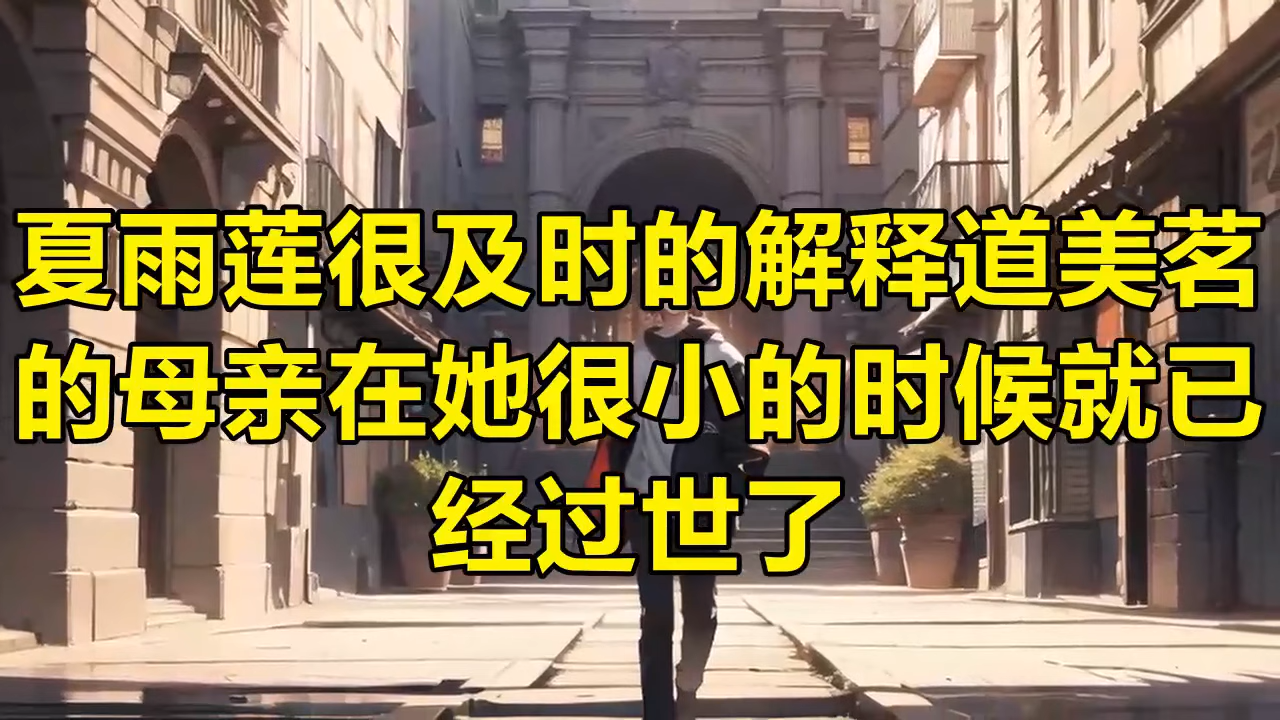 夏雨莲很及时的解释道美茗
的母亲在她很小的时候就已
经过世了